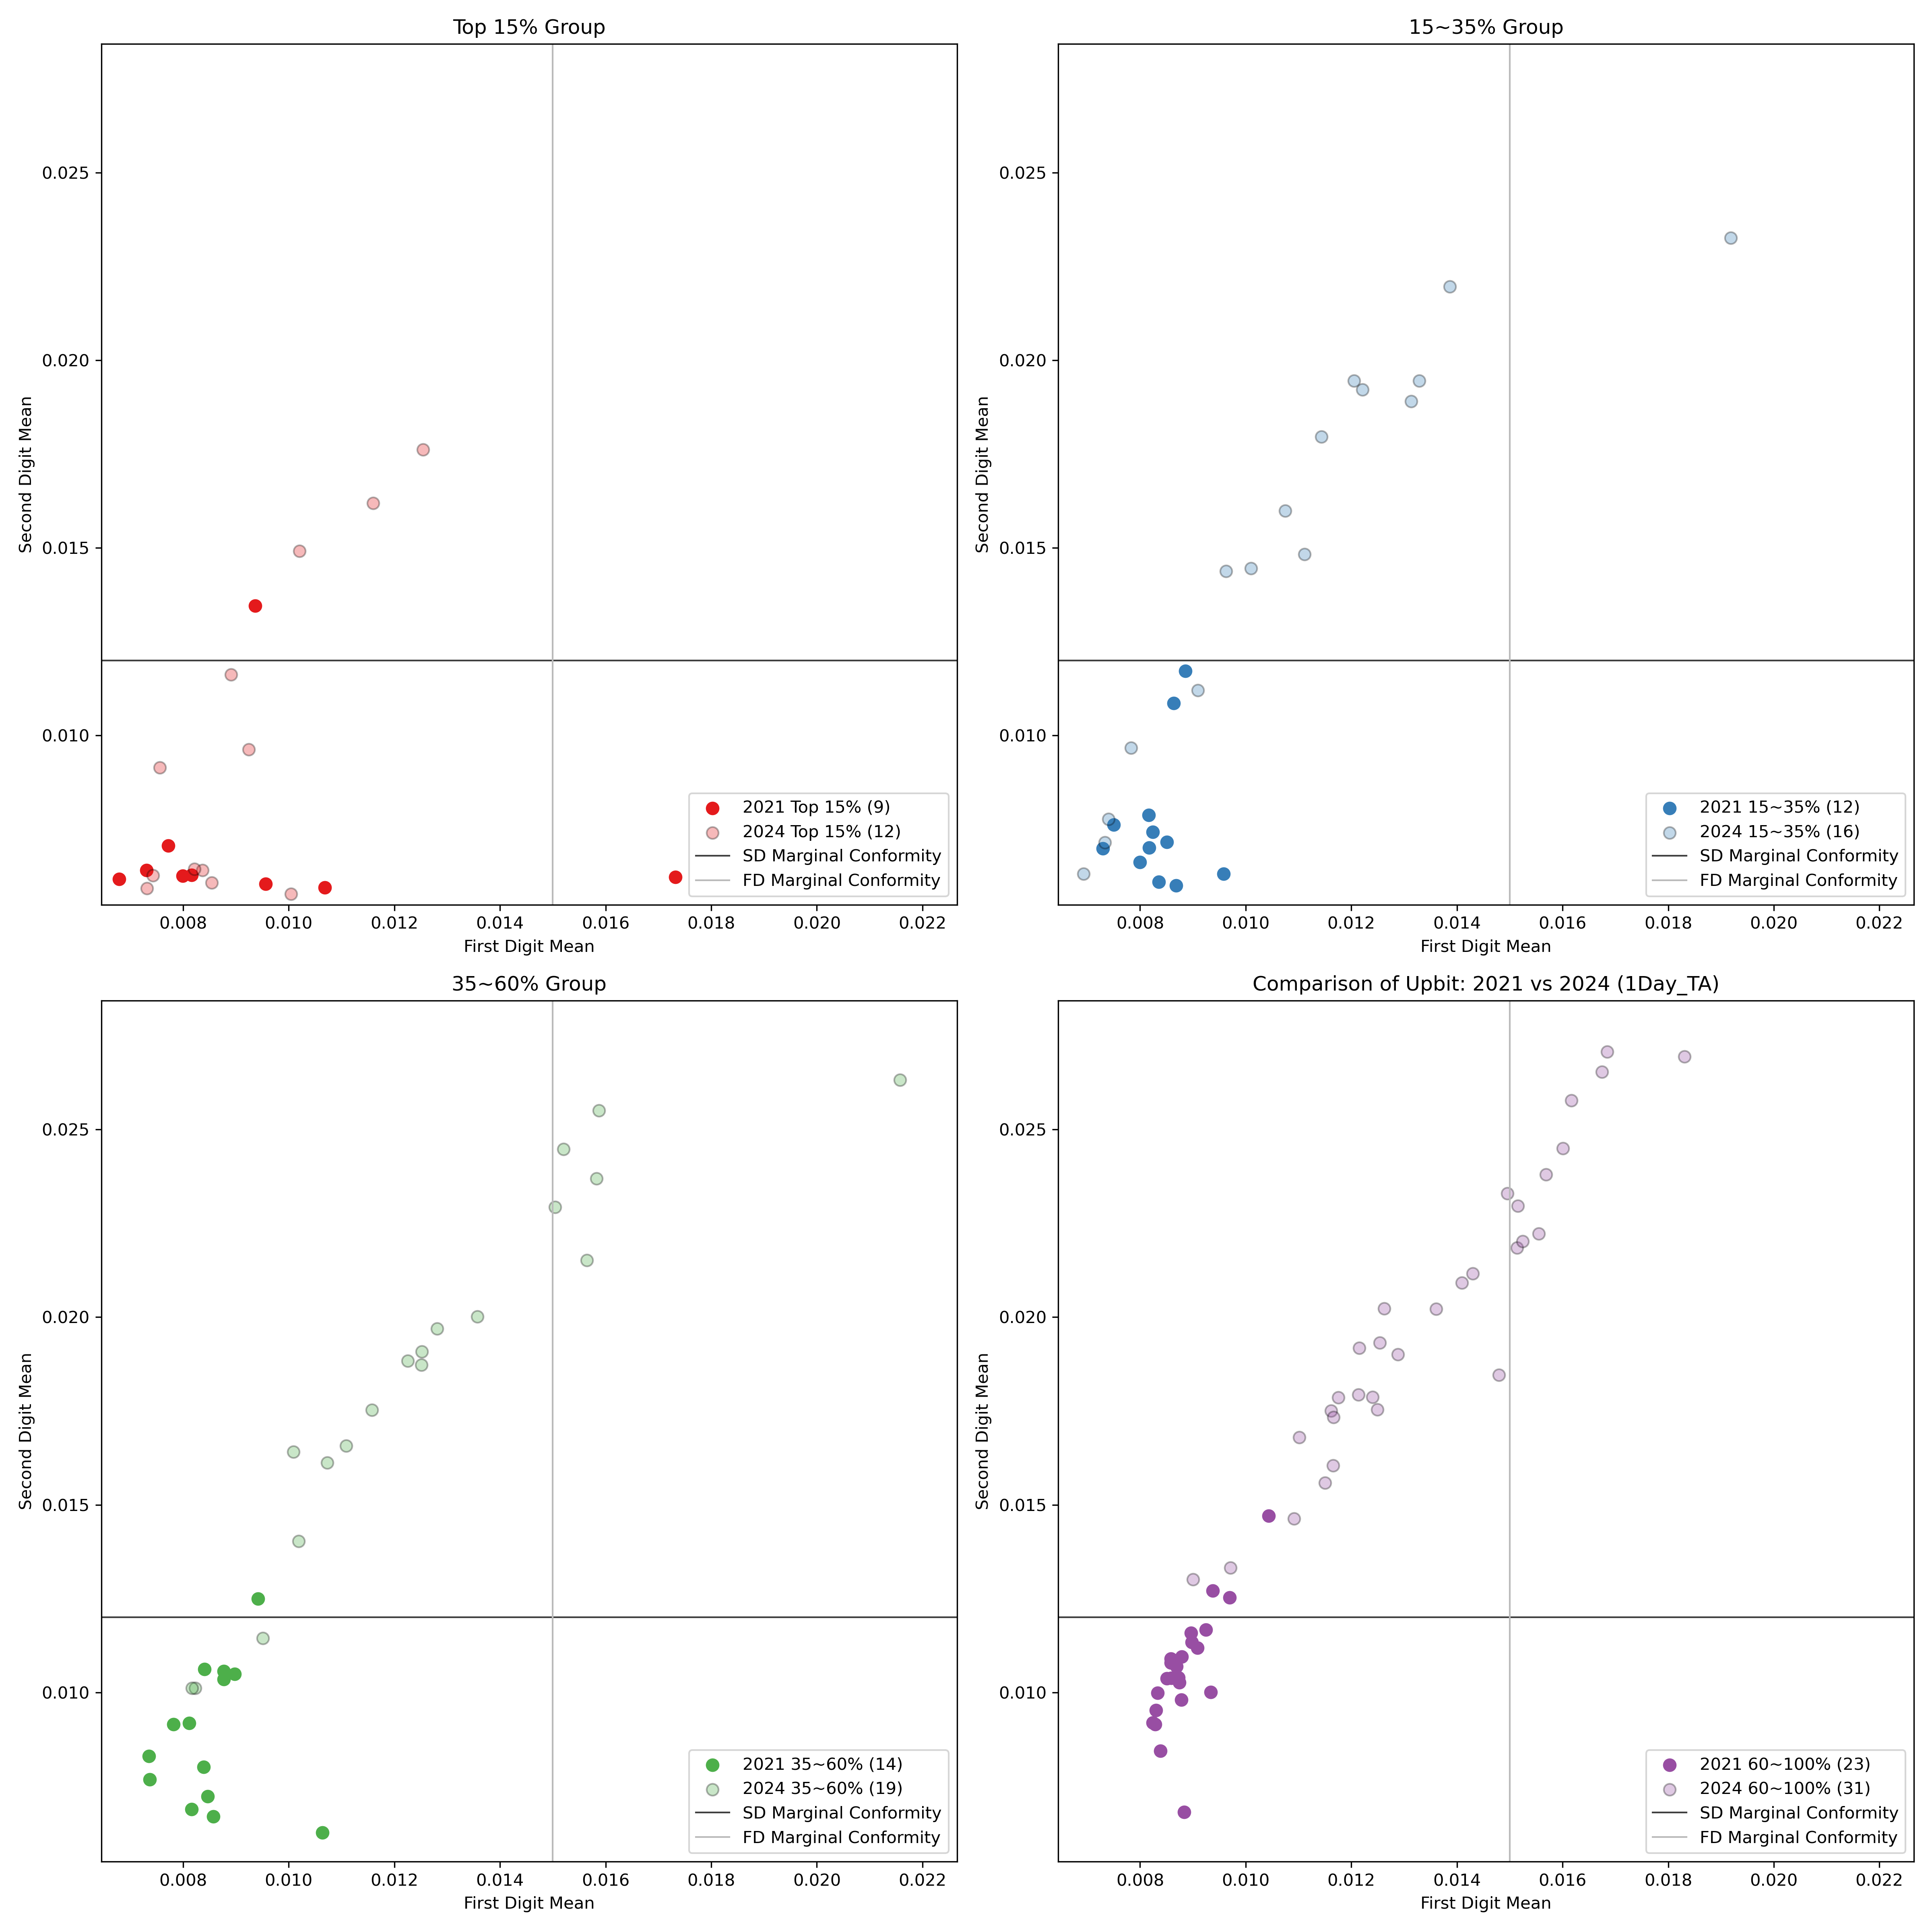 Top 15% Group
Second Digit Mean
0.025
0.020
0.015
0.010
2021 Top 15% (9)
2024 Top 15% (12)
SD Marginal Conformity
FD Marginal Conformity
0.008 0.010 0.012 0.014 0.016 0.018 0.020 0.022
First Digit Mean
15~35% Group
Second Digit Mean
0.025
0.020
0.015
0.010
2021 15~35% (12)
2024 15~35% (16)
SD Marginal Conformity
FD Marginal Conformity
0.008 0.010 0.012 0.014 0.016 0.018 0.020 0.022
First Digit Mean
35~60% Group
Second Digit Mean
0.025
0.020
0.015
0.010
2021 35~60% (14)
2024 35~60% (19)
SD Marginal Conformity
FD Marginal Conformity
0.008 0.010 0.012 0.014 0.016 0.018 0.020 0.022
First Digit Mean
Comparison of Upbit: 2021 vs 2024 (1Day_TA)
Second Digit Mean
0.025
0.020
0.015
0.010
2021 60~100% (23)
2024 60~100% (31)
SD Marginal Conformity
FD Marginal Conformity
0.008 0.010 0.012 0.014 0.016 0.018 0.020 0.022
First Digit Mean